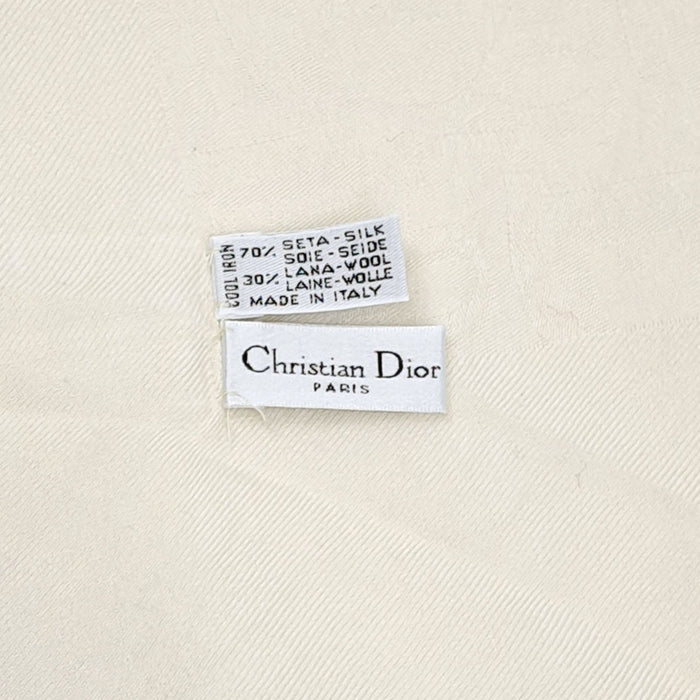 COOL IRON
70% SETA - SILK
SOIE - SEIDE
30% LANA - WOOL
LAINE - WOLLE
MADE IN ITALY
Christian Dior
PARIS